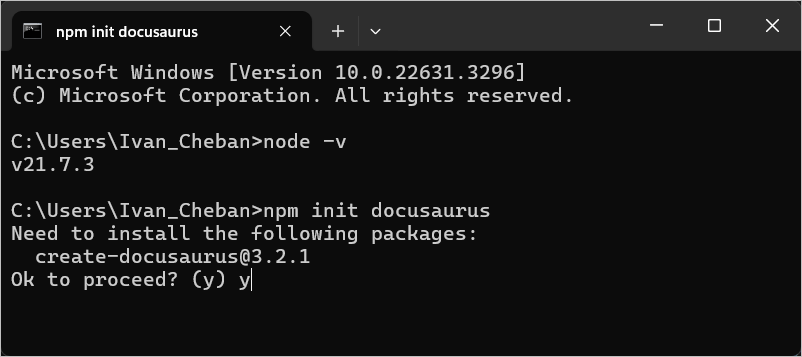 npm init docusaurus
Microsoft Windows [Version 10.0.22631.3296]
(c) Microsoft Corporation. All rights reserved.
C:\Users\Ivan_Cheban>node -v
v21.7.3
C:\Users\Ivan_Cheban>npm init docusaurus
Need to install the following packages:
  create-docusaurus@3.2.1
Ok to proceed? (y) y